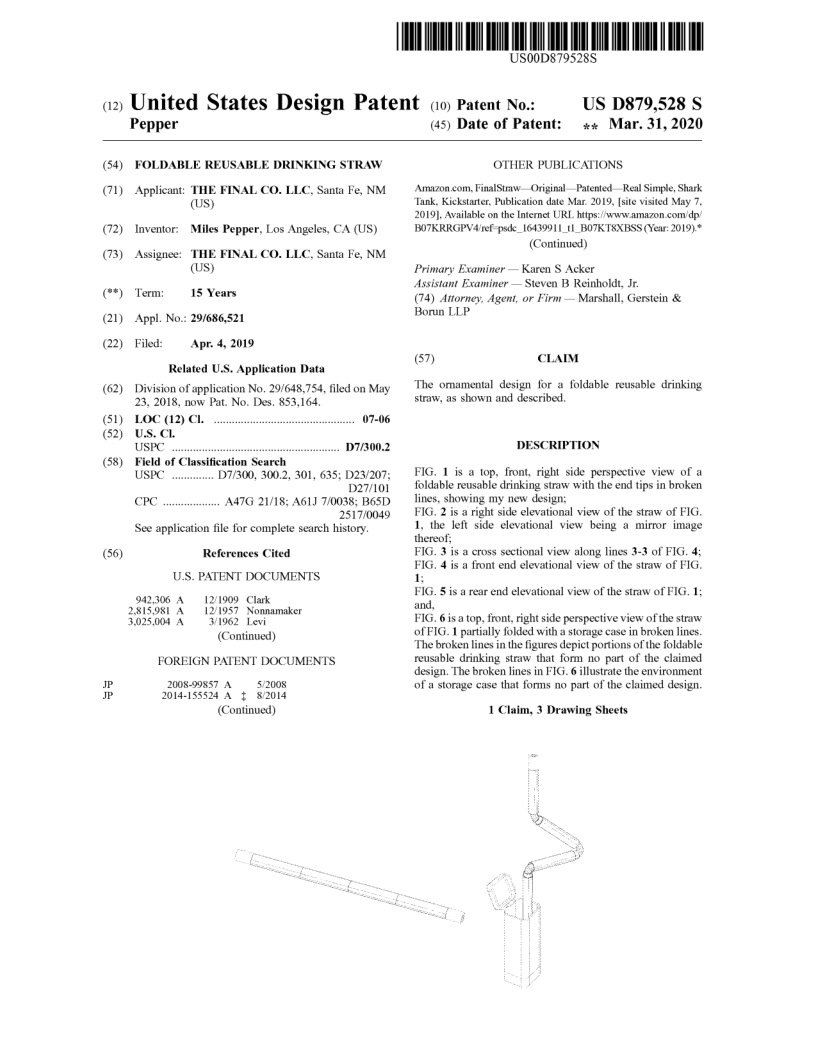 US00D879528S
(12) United States Design Patent
Pepper
(10) Patent No.: US D879,528 S
(45) Date of Patent: ** Mar. 31, 2020
(54) FOLDABLE REUSABLE DRINKING STRAW
(71) Applicant: THE FINAL CO. LLC, Santa Fe, NM
(US)
(72) Inventor: Miles Pepper, Los Angeles, CA (US)
(73) Assignee: THE FINAL CO. LLC, Santa Fe, NM
(US)
(**) Term: 15 Years
(21) Appl. No.: 29/686,521
(22) Filed: Apr. 4, 2019
Related U.S. Application Data
(62) Division of application No. 29/648,754, filed on May
23, 2018, now Pat. No. Des. 853,164.
(51) LOC (12) Cl. ............................................... 07-06
(52) U.S. Cl.
USPC ........................................................ D7/300.2
(58) Field of Classification Search
USPC .............. D7/300, 300.2, 301, 635; D23/207;
D27/101
CPC ................... A47G 21/18; A61J 7/0038; B65D
2517/0049
See application file for complete search history.
(56) References Cited
U.S. PATENT DOCUMENTS
942,306 A 12/1909 Clark
2,815,981 A 12/1957 Nonnamaker
3,025,004 A 3/1962 Levi
(Continued)
FOREIGN PATENT DOCUMENTS
JP 2008-99857 A 5/2008
JP 2014-155524 A ‡ 8/2014
(Continued)
OTHER PUBLICATIONS
Amazon.com, FinalStraw—Original—Patented—Real Simple, Shark
Tank, Kickstarter, Publication date Mar. 2019, [site visited May 7,
2019], Available on the Internet URL https://www.amazon.com/dp/
B07KRRGPV4/ref=psdc_16439911_t1_B07KT8XBSS (Year: 2019).*
(Continued)
Primary Examiner — Karen S Acker
Assistant Examiner — Steven B Reinholdt, Jr.
(74) Attorney, Agent, or Firm — Marshall, Gerstein &
Borun LLP
(57) CLAIM
The ornamental design for a foldable reusable drinking
straw, as shown and described.
DESCRIPTION
FIG. 1 is a top, front, right side perspective view of a
foldable reusable drinking straw with the end tips in broken
lines, showing my new design;
FIG. 2 is a right side elevational view of the straw of FIG.
1, the left side elevational view being a mirror image
thereof;
FIG. 3 is a cross sectional view along lines 3-3 of FIG. 4;
FIG. 4 is a front end elevational view of the straw of FIG.
1;
FIG. 5 is a rear end elevational view of the straw of FIG. 1;
and,
FIG. 6 is a top, front, right side perspective view of the straw
of FIG. 1 partially folded with a storage case in broken lines.
The broken lines in the figures depict portions of the foldable
reusable drinking straw that form no part of the claimed
design. The broken lines in FIG. 6 illustrate the environment
of a storage case that forms no part of the claimed design.
1 Claim, 3 Drawing Sheets